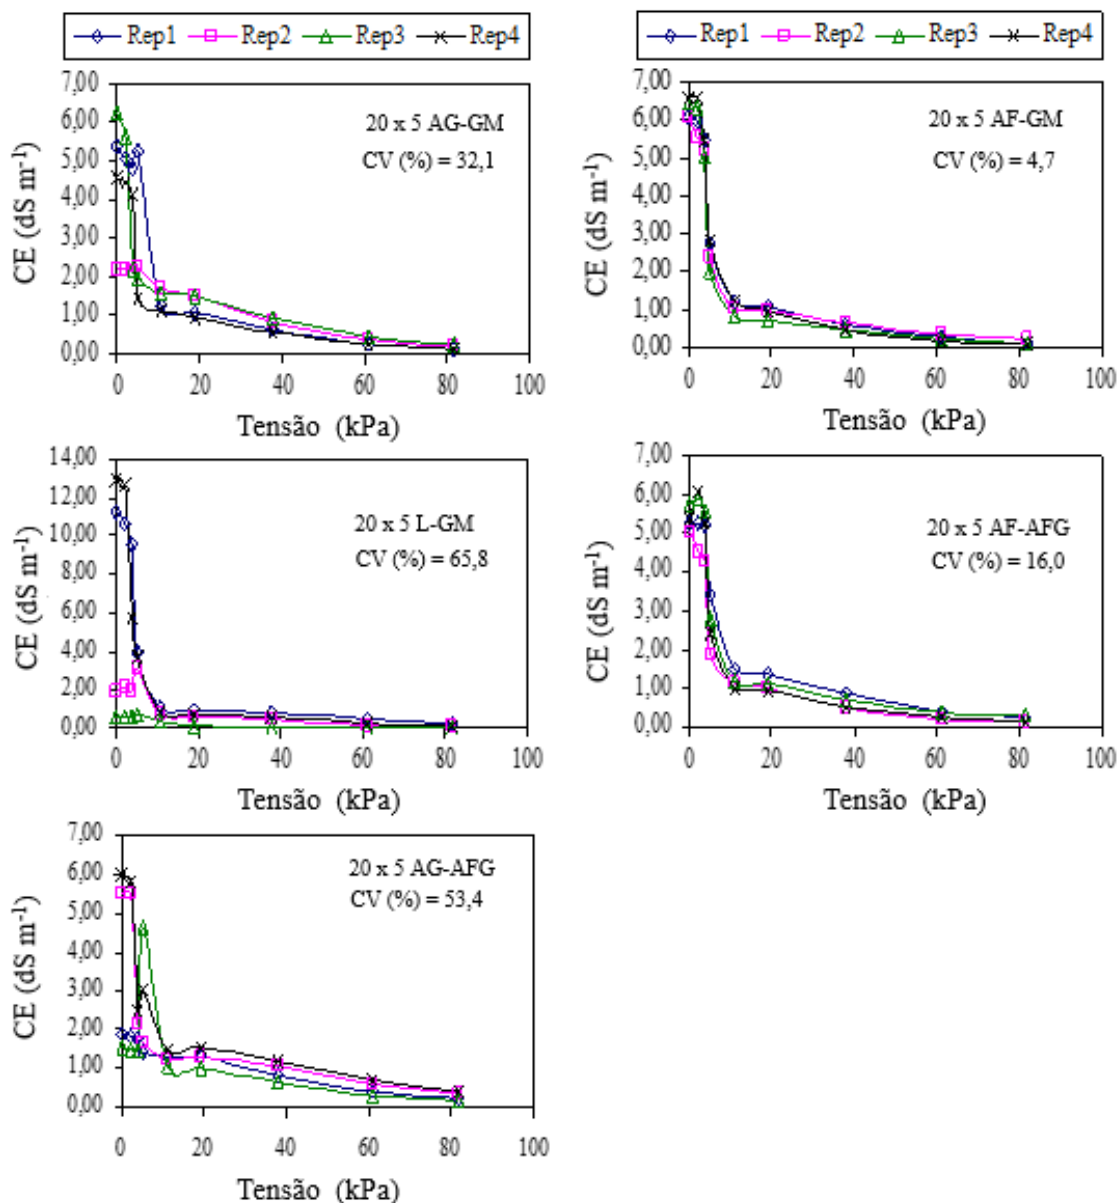 Rep1 Rep2 Rep3 Rep4
7,00
6,00
5,00
4,00
3,00
2,00
1,00
0,00
CE (dS m⁻¹)
20 x 5 AG-GM
CV (%) = 32,1
0 20 40 60 80 100
Tensão (kPa)
Rep1 Rep2 Rep3 Rep4
7,00
6,00
5,00
4,00
3,00
2,00
1,00
0,00
CE (dS m⁻¹)
20 x 5 AF-GM
CV (%) = 4,7
0 20 40 60 80 100
Tensão (kPa)
14,00
12,00
10,00
8,00
6,00
4,00
2,00
0,00
CE (dS m⁻¹)
20 x 5 L-GM
CV (%) = 65,8
0 20 40 60 80 100
Tensão (kPa)
7,00
6,00
5,00
4,00
3,00
2,00
1,00
0,00
CE (dS m⁻¹)
20 x 5 AF-AFG
CV (%) = 16,0
0 20 40 60 80 100
Tensão (kPa)
7,00
6,00
5,00
4,00
3,00
2,00
1,00
0,00
CE (dS m⁻¹)
20 x 5 AG-AFG
CV (%) = 53,4
0 20 40 60 80 100
Tensão (kPa)